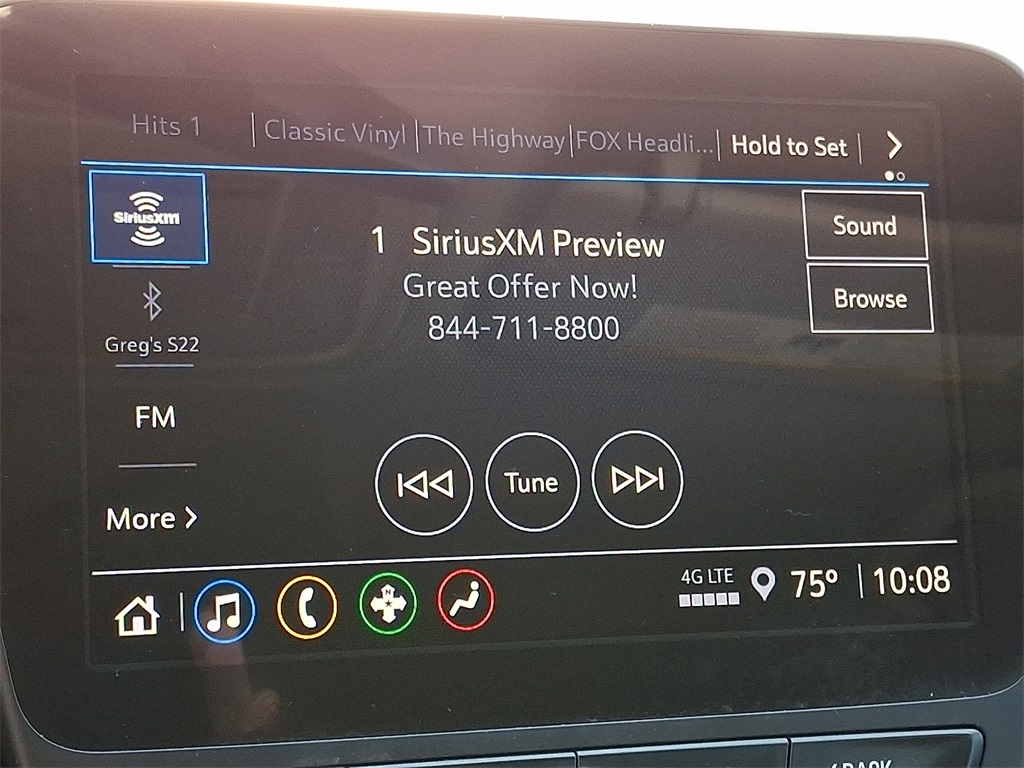 Hits 1 | Classic Vinyl | The Highway | FOX Headli... | Hold to Set |
SiriusXM
1 SiriusXM Preview
Great Offer Now!
844-711-8800
Sound
Browse
Greg's S22
FM
More
Tune
N
4G LTE
75° | 10:08
BACK